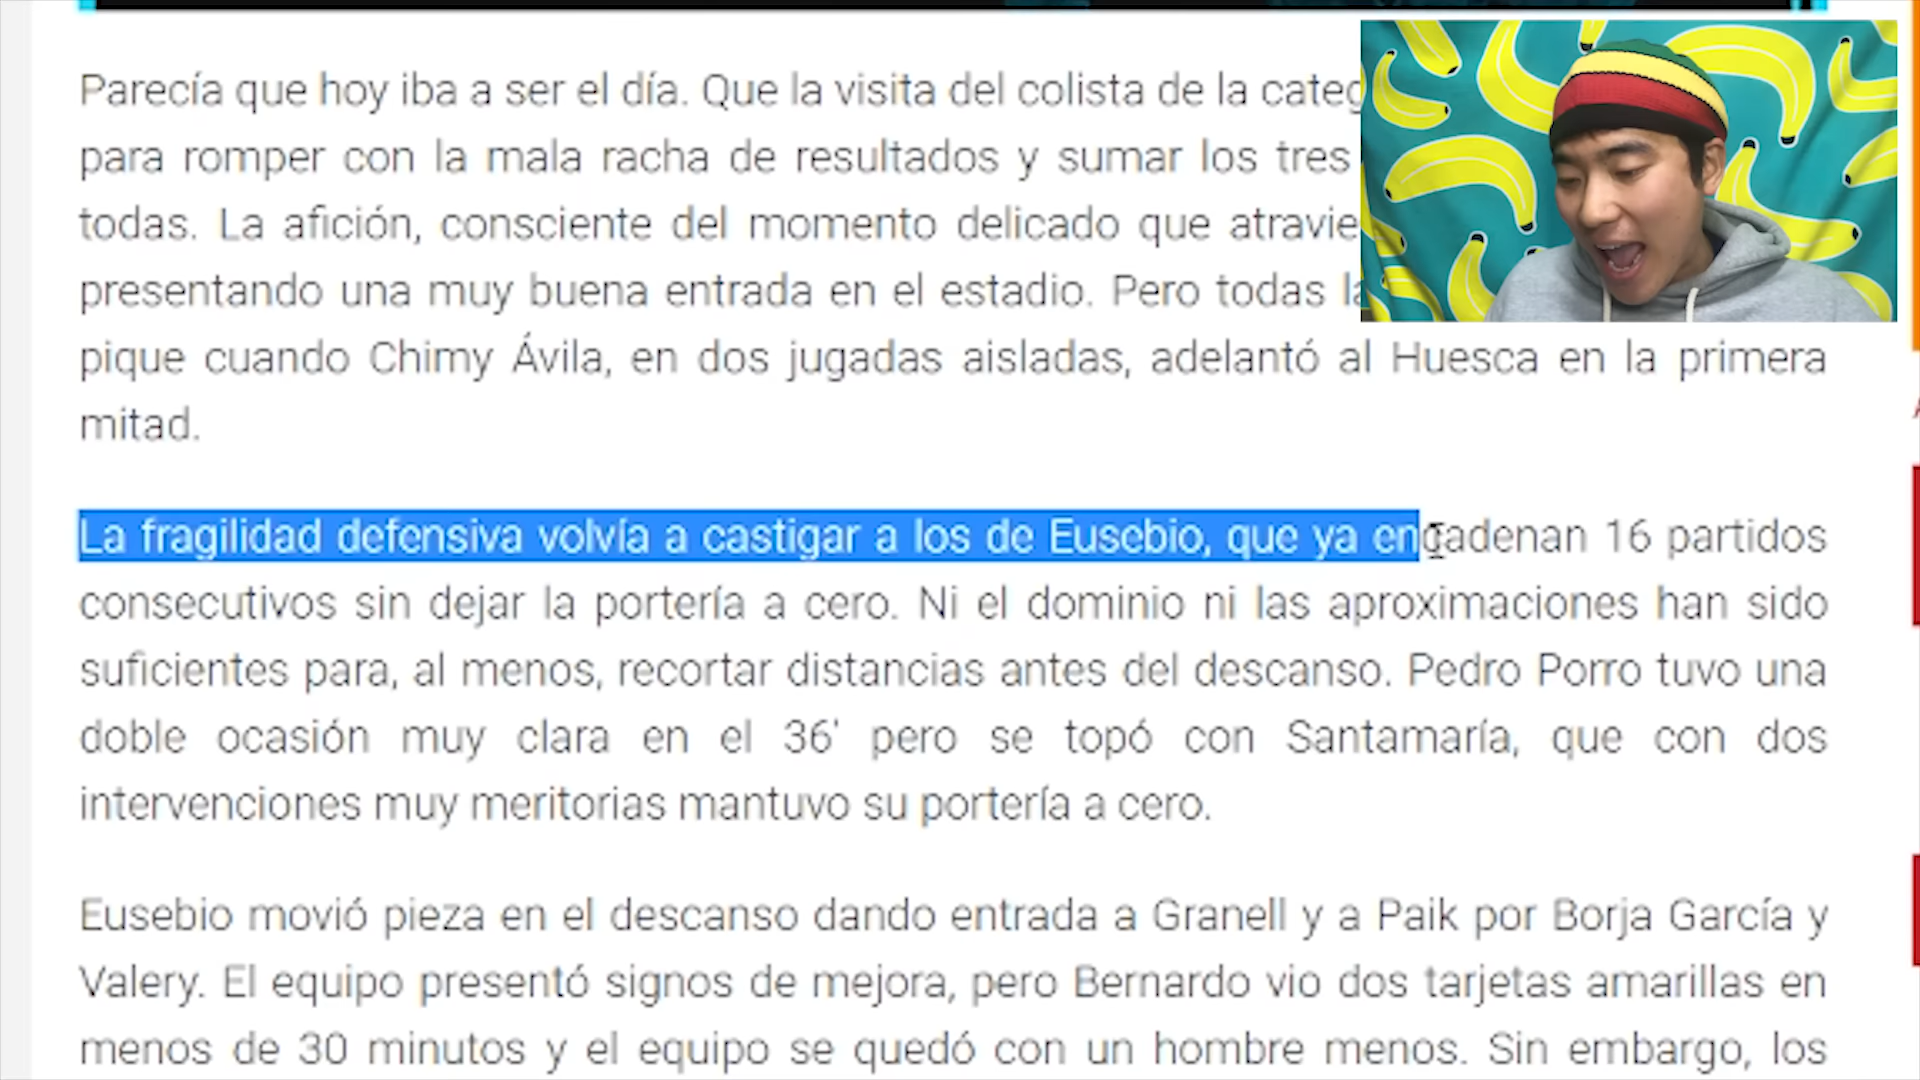 Parecía que hoy iba a ser el día. Que la visita del colista de la
para romper con la mala racha de resultados y sumar los tres
todas. La afición, consciente del momento delicado que
presentando una muy buena entrada en el estadio. Pero todas
pique cuando Chimy Ávila, en dos jugadas aisladas, adelantó al Huesca en la primera
mitad.
La fragilidad defensiva volvía a castigar a los de Eusebio, que ya encadenan 16 partidos
consecutivos sin dejar la portería a cero. Ni el dominio ni las aproximaciones han sido
suficientes para, al menos, recortar distancias antes del descanso. Pedro Porro tuvo una
doble ocasión muy clara en el 36' pero se topó con Santamaría, que con dos
intervenciones muy meritorias mantuvo su portería a cero.
Eusebio movió pieza en el descanso dando entrada a Granell y a Paik por Borja García y
Valery. El equipo presentó signos de mejora, pero Bernardo vio dos tarjetas amarillas en
menos de 30 minutos y el equipo se quedó con un hombre menos. Sin embargo, los